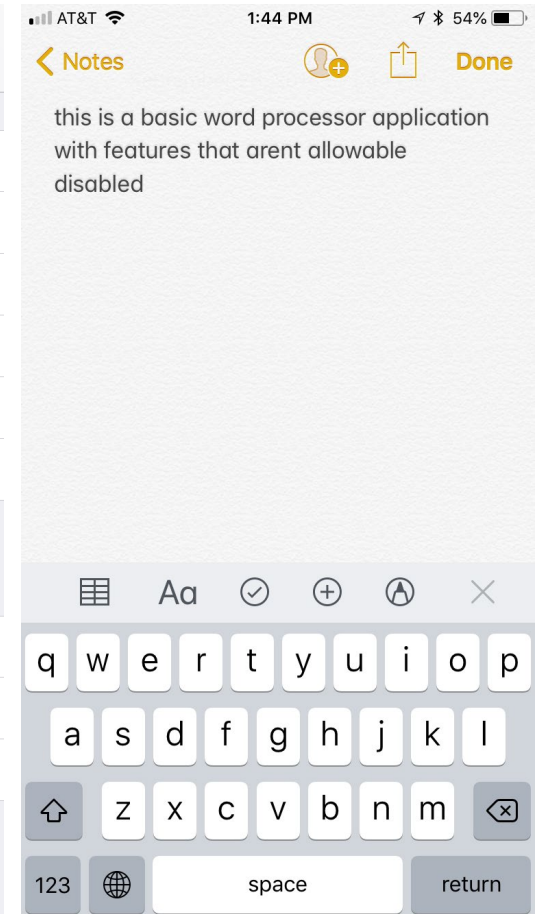 AT&T 1:44 PM 54%
Notes Done
this is a basic word processor application
with features that arent allowable
disabled
Aa
q w e r t y u i o p
a s d f g h j k l
z x c v b n m
123 space return